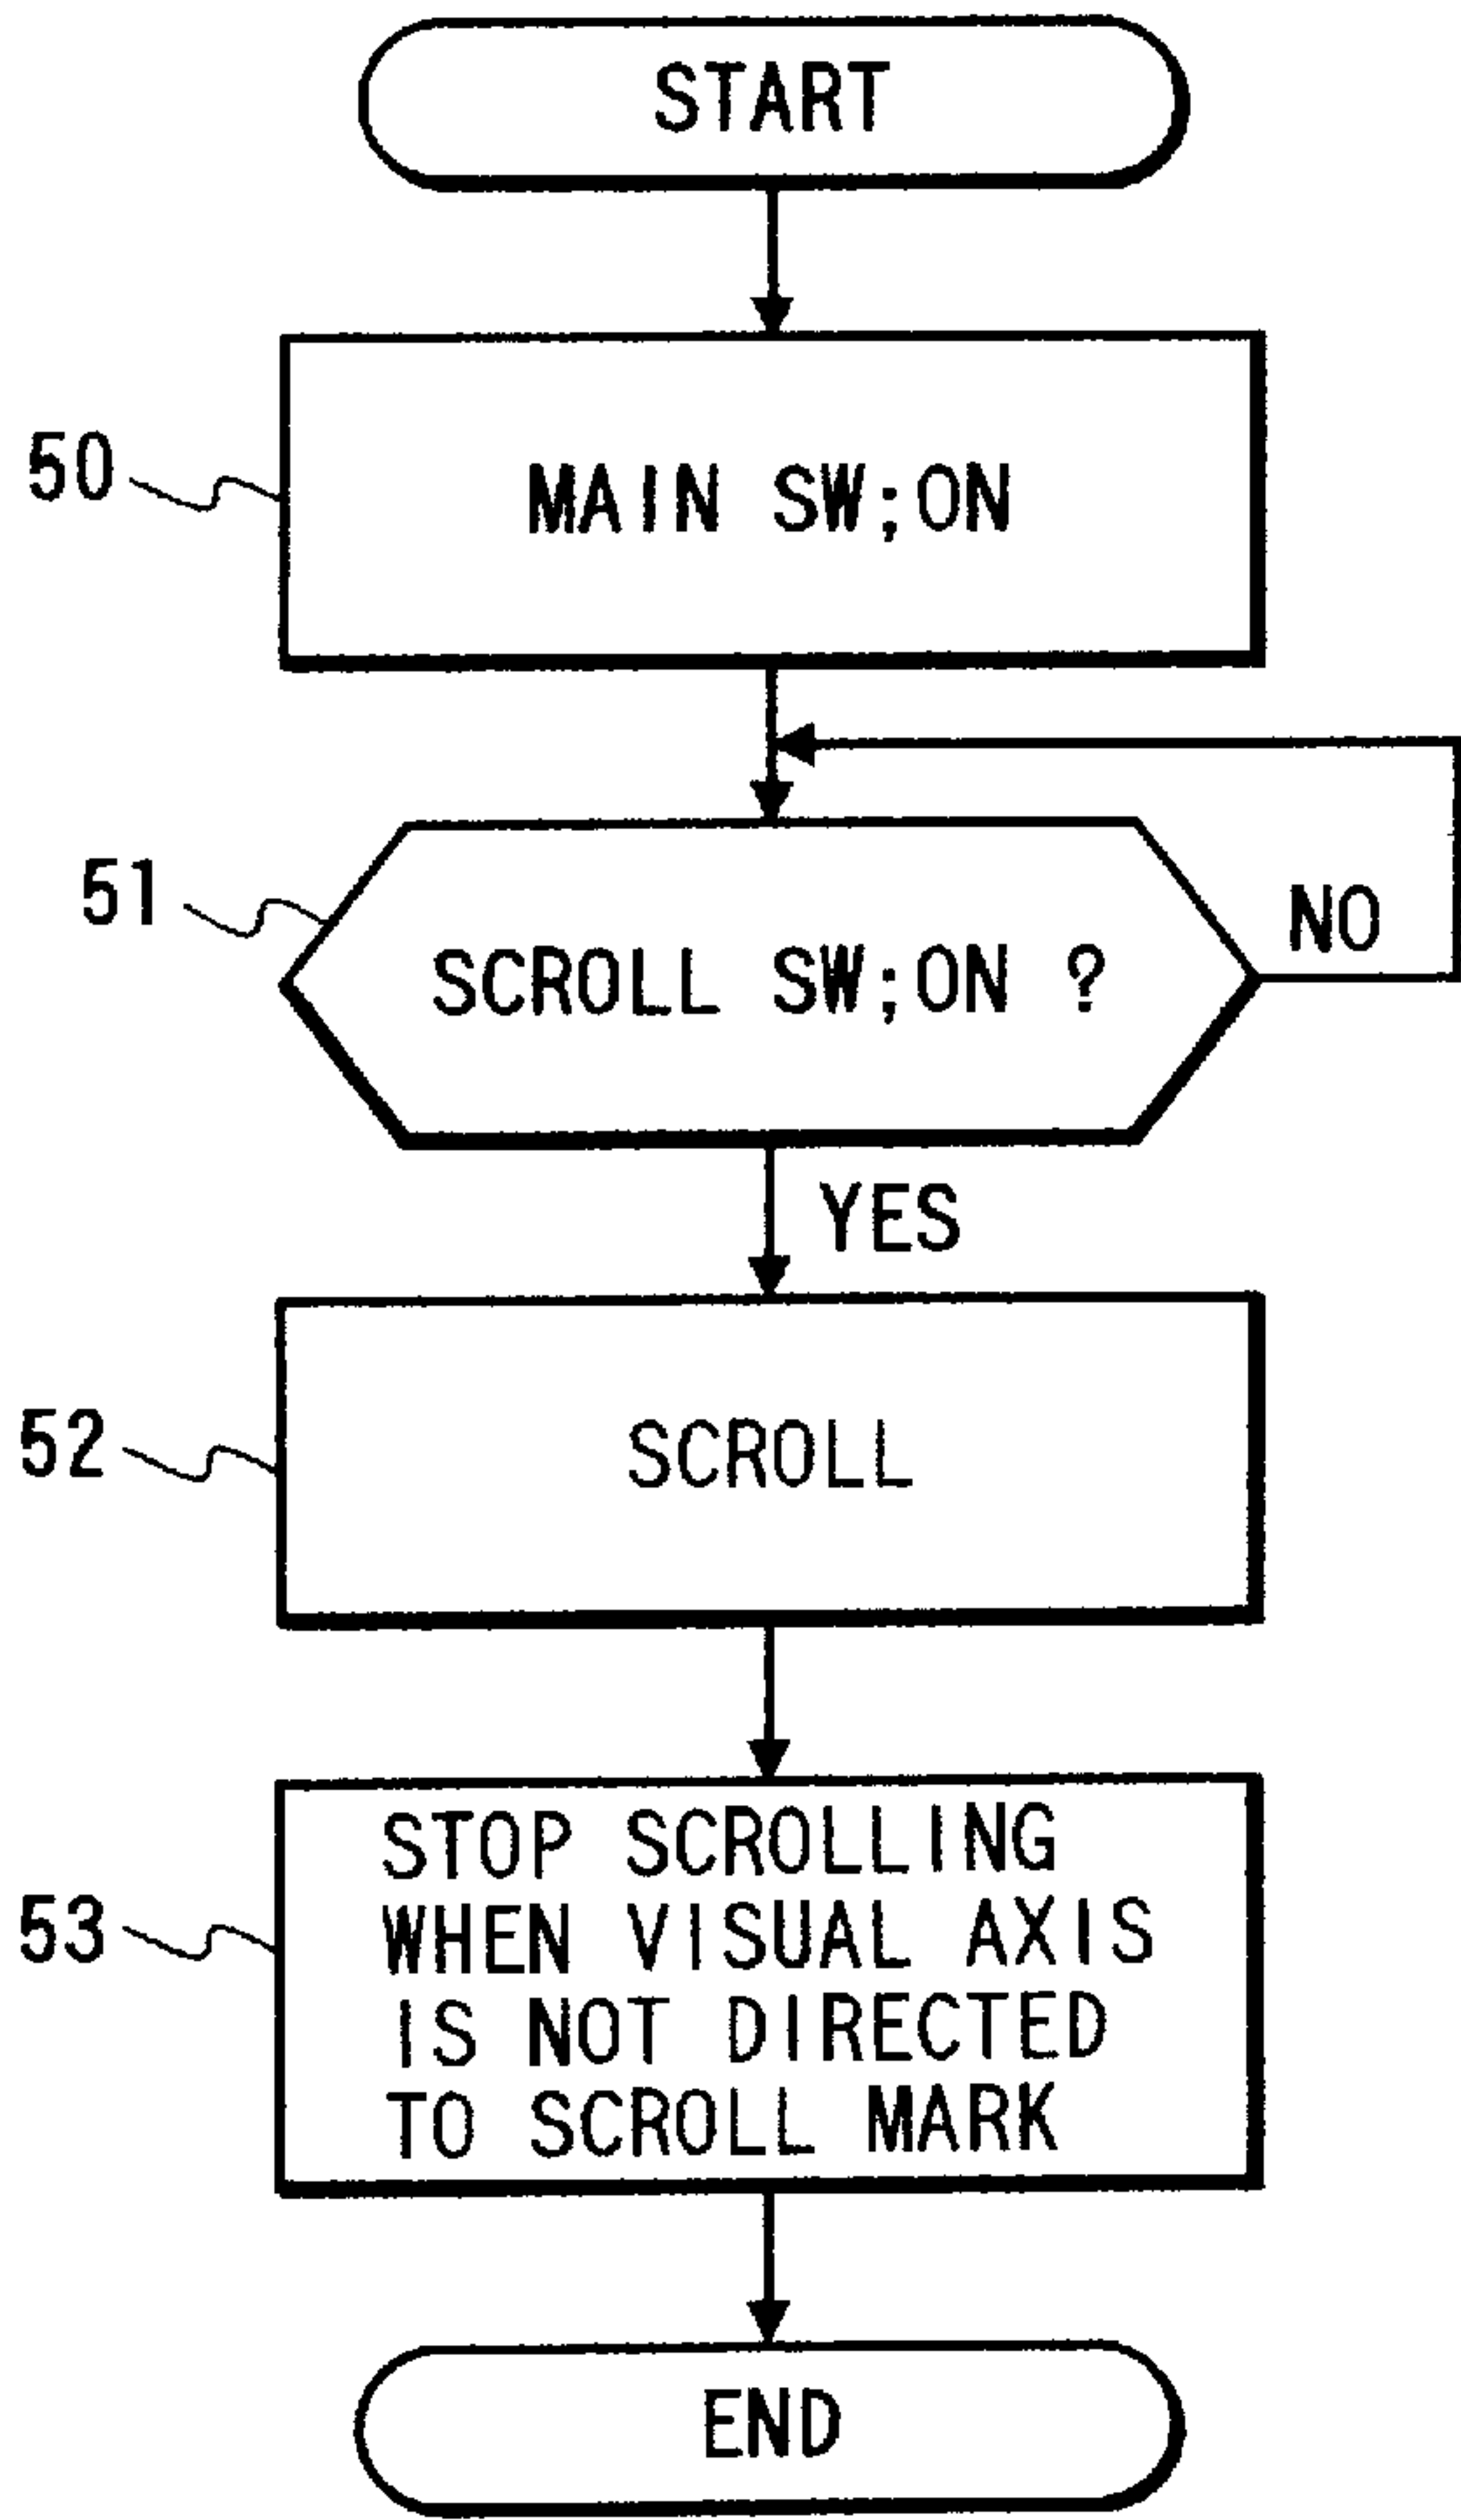 START
50
MAIN SW;ON
51
SCROLL SW;ON ?
NO
YES
52
SCROLL
53
STOP SCROLLING
WHEN VISUAL AXIS
IS NOT DIRECTED
TO SCROLL MARK
END